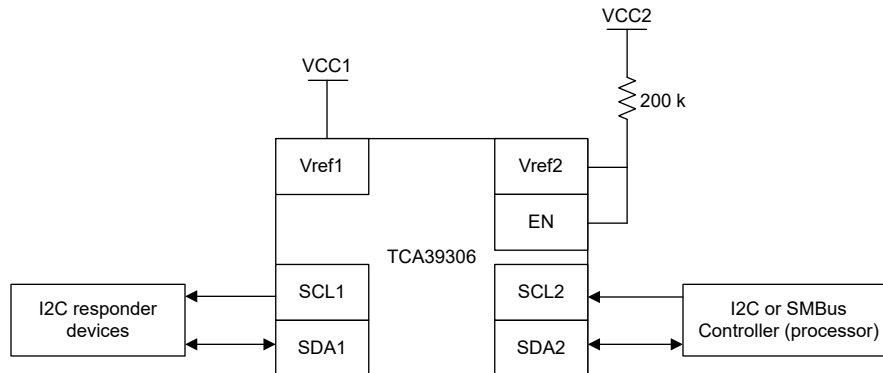 VCC2
VCC1
200 k
Vref1
Vref2
EN
TCA39306
SCL1
SCL2
I2C responder
devices
I2C or SMBus
Controller (processor)
SDA1
SDA2